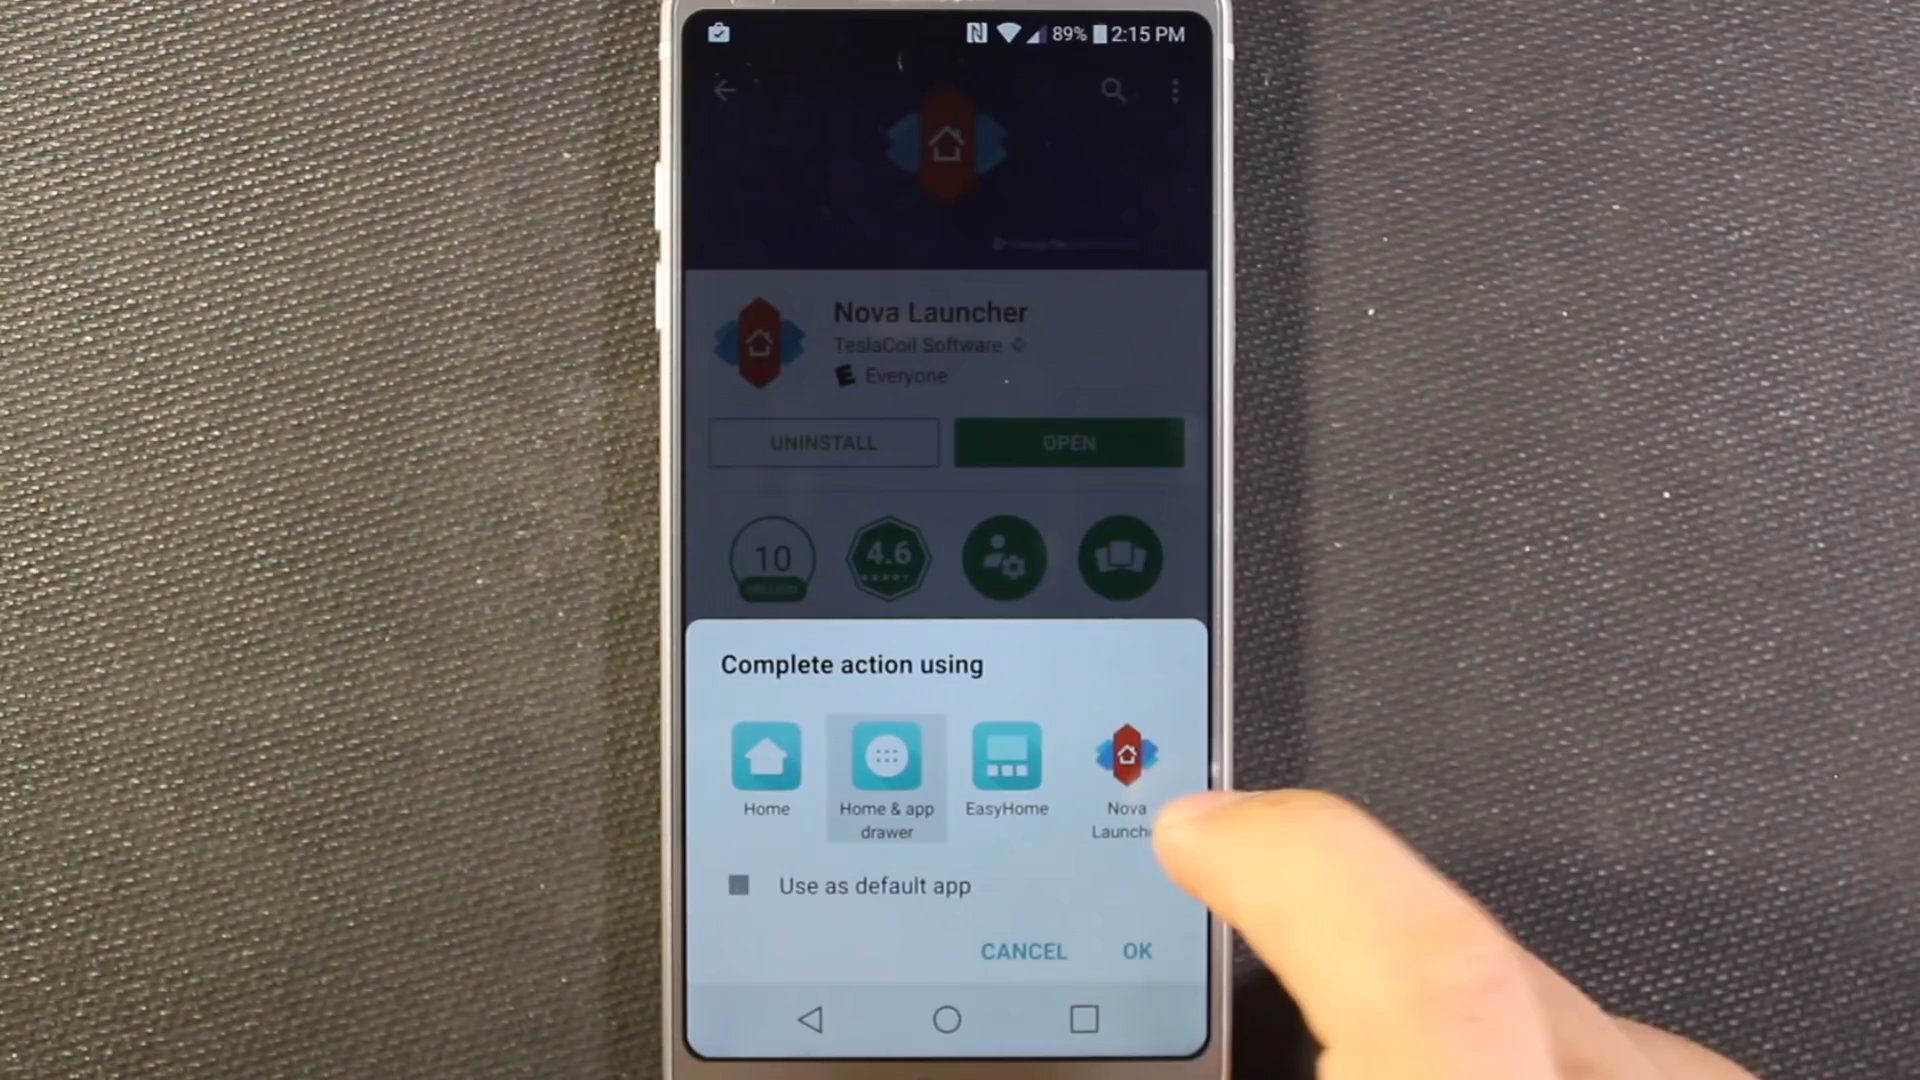 89% 2:15 PM
Nova Launcher
TeslaCoil Software
E Everyone
UNINSTALL
OPEN
10
4.6
Complete action using
Home
Home & app
drawer
EasyHome
Nova
Use as default app
CANCEL
OK